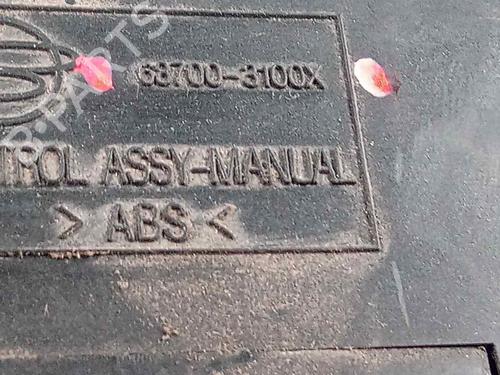 68700-3100X
TROL ASSY-MANUAL
> ABS <